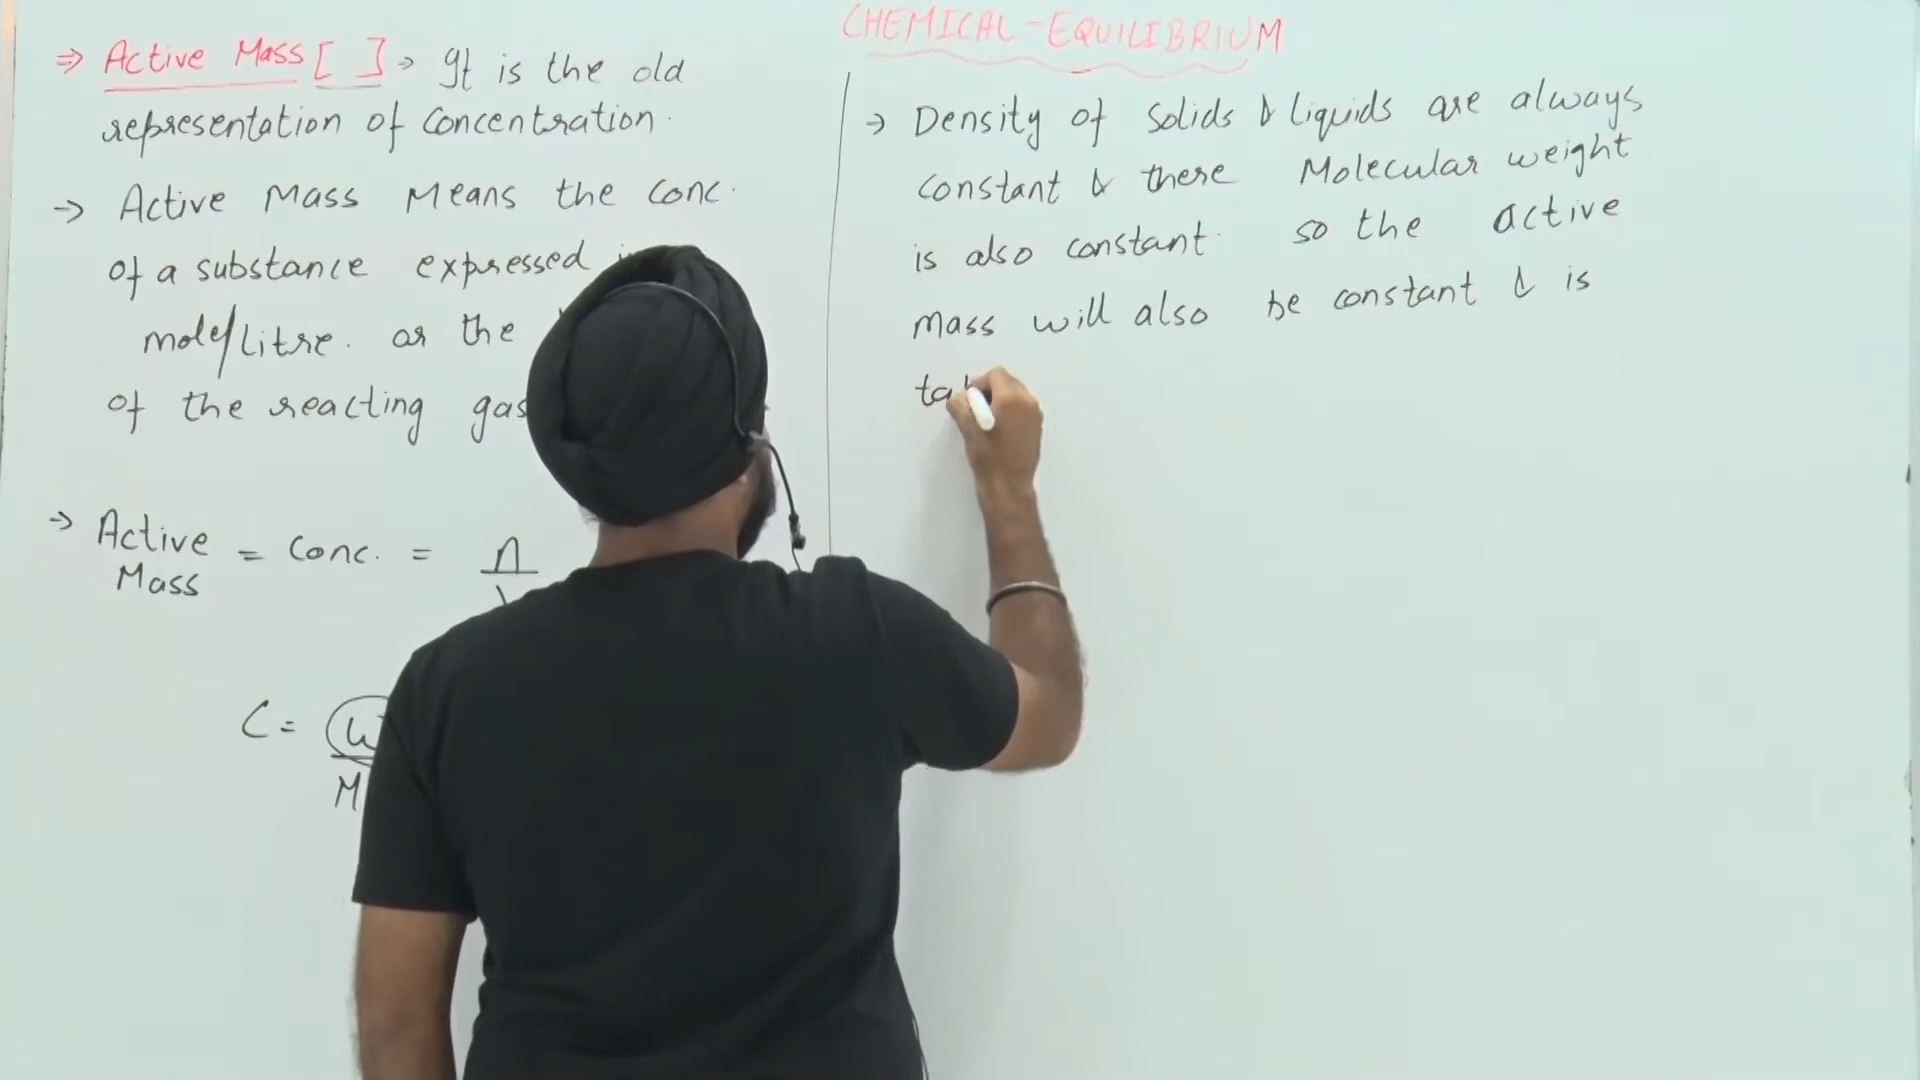 CHEMICAL-EQUILIBRIUM
⇒ Active Mass [ ] → It is the old
representation of concentration.
→ Active Mass Means the conc.
of a substance expressed
mole/Litre. or the
of the reacting gas
→ Active Mass = Conc. = n
C = W
M
→ Density of Solids & liquids are always
constant & there Molecular weight
is also constant. so the active
mass will also be constant & is